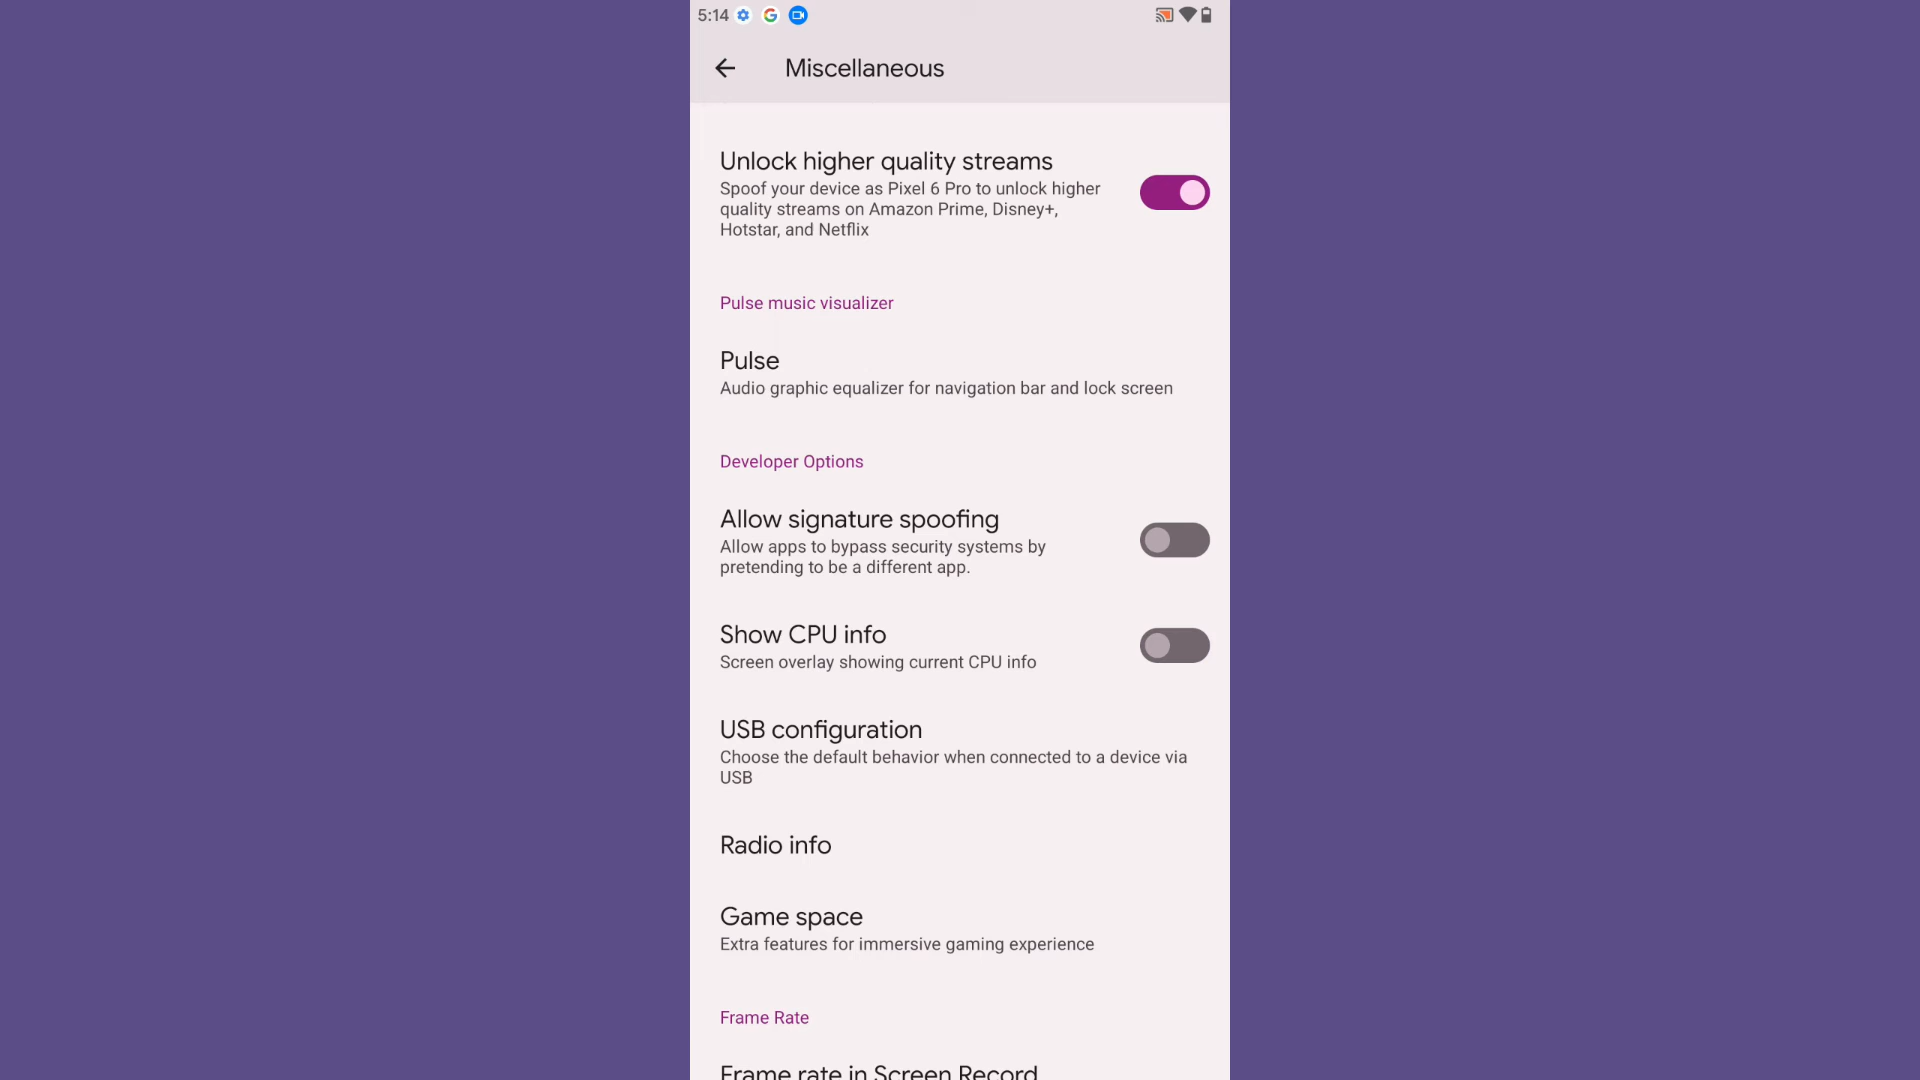 5:14
Miscellaneous
Unlock higher quality streams
Spoof your device as Pixel 6 Pro to unlock higher
quality streams on Amazon Prime, Disney+,
Hotstar, and Netflix
Pulse music visualizer
Pulse
Audio graphic equalizer for navigation bar and lock screen
Developer Options
Allow signature spoofing
Allow apps to bypass security systems by
pretending to be a different app.
Show CPU info
Screen overlay showing current CPU info
USB configuration
Choose the default behavior when connected to a device via
USB
Radio info
Game space
Extra features for immersive gaming experience
Frame Rate
Frame rate in Screen Record